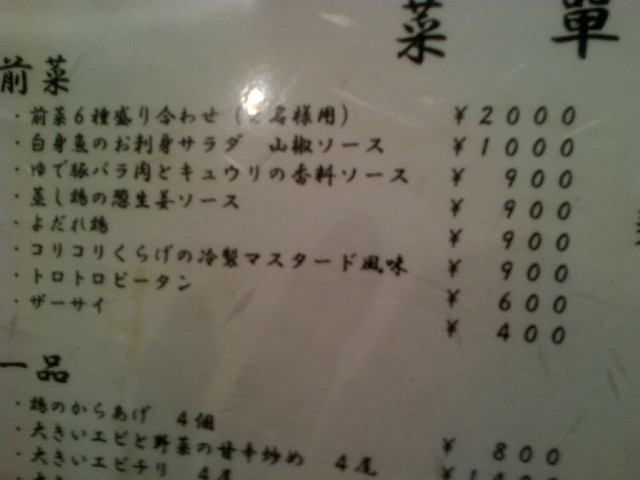 菜單
前菜
・前菜6種盛り合わせ (2名様用) ¥2000
・白身魚のお刺身サラダ 山椒ソース ¥1000
・ゆで豚バラ肉とキュウリの香料ソース ¥900
・蒸し鶏の葱生姜ソース ¥900
・よだれ鶏 ¥900
・コリコリくらげの冷製マスタード風味 ¥900
・トロトロピータン ¥600
・ザーサイ ¥400
一品
・鶏のからあげ 4個 ¥800
・大きいエビと野菜の甘辛炒め 4尾
・大きいエビチリ 4尾